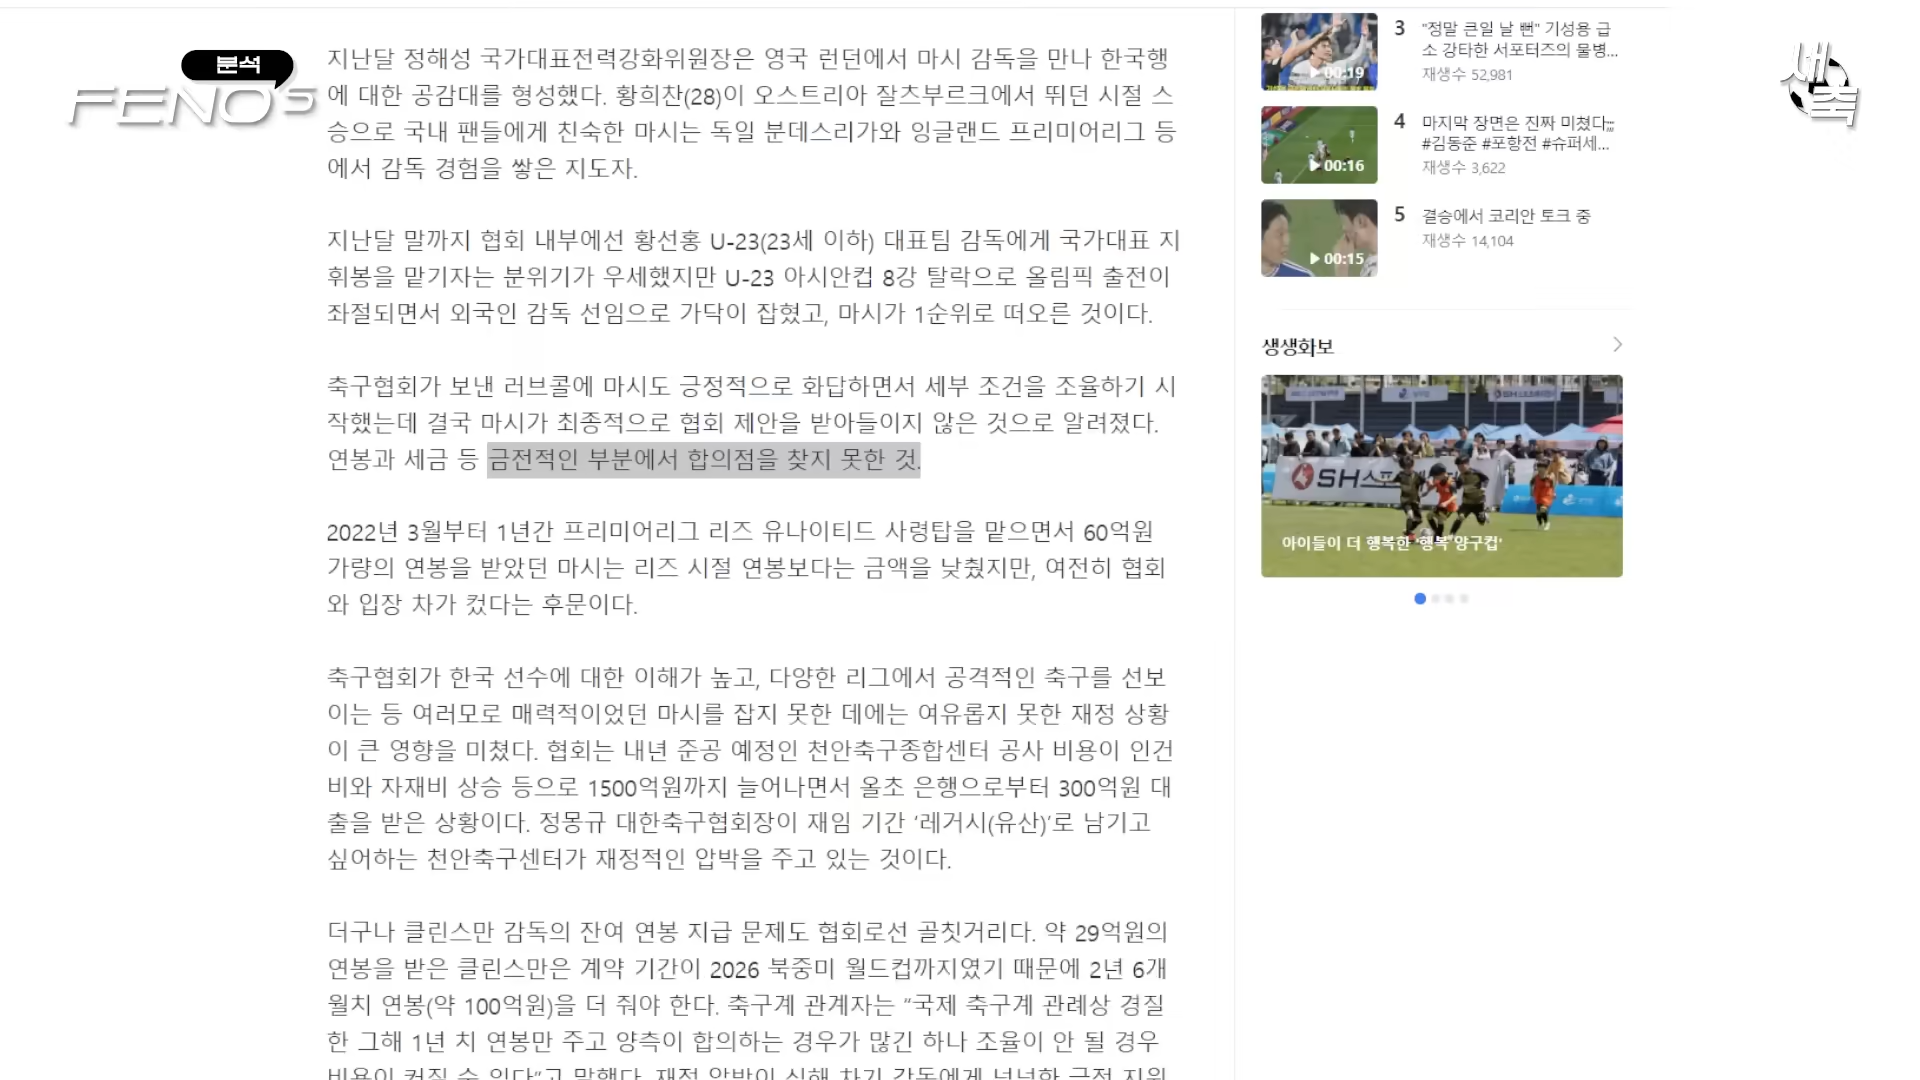 분석
FENO'S
세축
지난달 정해성 국가대표전력강화위원장은 영국 런던에서 마시 감독을 만나 한국행
에 대한 공감대를 형성했다. 황희찬(28)이 오스트리아 잘츠부르크에서 뛰던 시절 스
승으로 국내 팬들에게 친숙한 마시는 독일 분데스리가와 잉글랜드 프리미어리그 등
에서 감독 경험을 쌓은 지도자.
지난달 말까지 협회 내부에선 황선홍 U-23(23세 이하) 대표팀 감독에게 국가대표 지
휘봉을 맡기자는 분위기가 우세했지만 U-23 아시안컵 8강 탈락으로 올림픽 출전이
좌절되면서 외국인 감독 선임으로 가닥이 잡혔고, 마시가 1순위로 떠오른 것이다.
축구협회가 보낸 러브콜에 마시도 긍정적으로 화답하면서 세부 조건을 조율하기 시
작했는데 결국 마시가 최종적으로 협회 제안을 받아들이지 않은 것으로 알려졌다.
연봉과 세금 등 금전적인 부분에서 합의점을 찾지 못한 것.
2022년 3월부터 1년간 프리미어리그 리즈 유나이티드 사령탑을 맡으면서 60억원
가량의 연봉을 받았던 마시는 리즈 시절 연봉보다는 금액을 낮췄지만, 여전히 협회
와 입장 차가 컸다는 후문이다.
축구협회가 한국 선수에 대한 이해가 높고, 다양한 리그에서 공격적인 축구를 선보
이는 등 여러모로 매력적이었던 마시를 잡지 못한 데에는 여유롭지 못한 재정 상황
이 큰 영향을 미쳤다. 협회는 내년 준공 예정인 천안축구종합센터 공사 비용이 인건
비와 자재비 상승 등으로 1500억원까지 늘어나면서 올초 은행으로부터 300억원 대
출을 받은 상황이다. 정몽규 대한축구협회장이 재임 기간 ‘레거시(유산)’로 남기고
싶어하는 천안축구센터가 재정적인 압박을 주고 있는 것이다.
더구나 클린스만 감독의 잔여 연봉 지급 문제도 협회로선 골칫거리다. 약 29억원의
연봉을 받은 클린스만은 계약 기간이 2026 북중미 월드컵까지였기 때문에 2년 6개
월치 연봉(약 100억원)을 더 줘야 한다. 축구계 관계자는 “국제 축구계 관례상 경질
한 그해 1년 치 연봉만 주고 양측이 합의하는 경우가 많긴 하나 조율이 안 될 경우
비용이 커질 수 있다”고 말했다. 재정 압박이 심해 차기 감독에게 넉넉한 금전 지원
00:19
3 "정말 큰일 날 뻔" 기성용 급
소 강타한 서포터즈의 물병...
재생수 52,981
00:16
4 마지막 장면은 진짜 미쳤다;;;
#김동준 #포항전 #슈퍼세...
재생수 3,622
00:15
5 결승에서 코리안 토크 중
재생수 14,104
생생화보
SH스포
아이들이 더 행복한 '행복 양구컵'